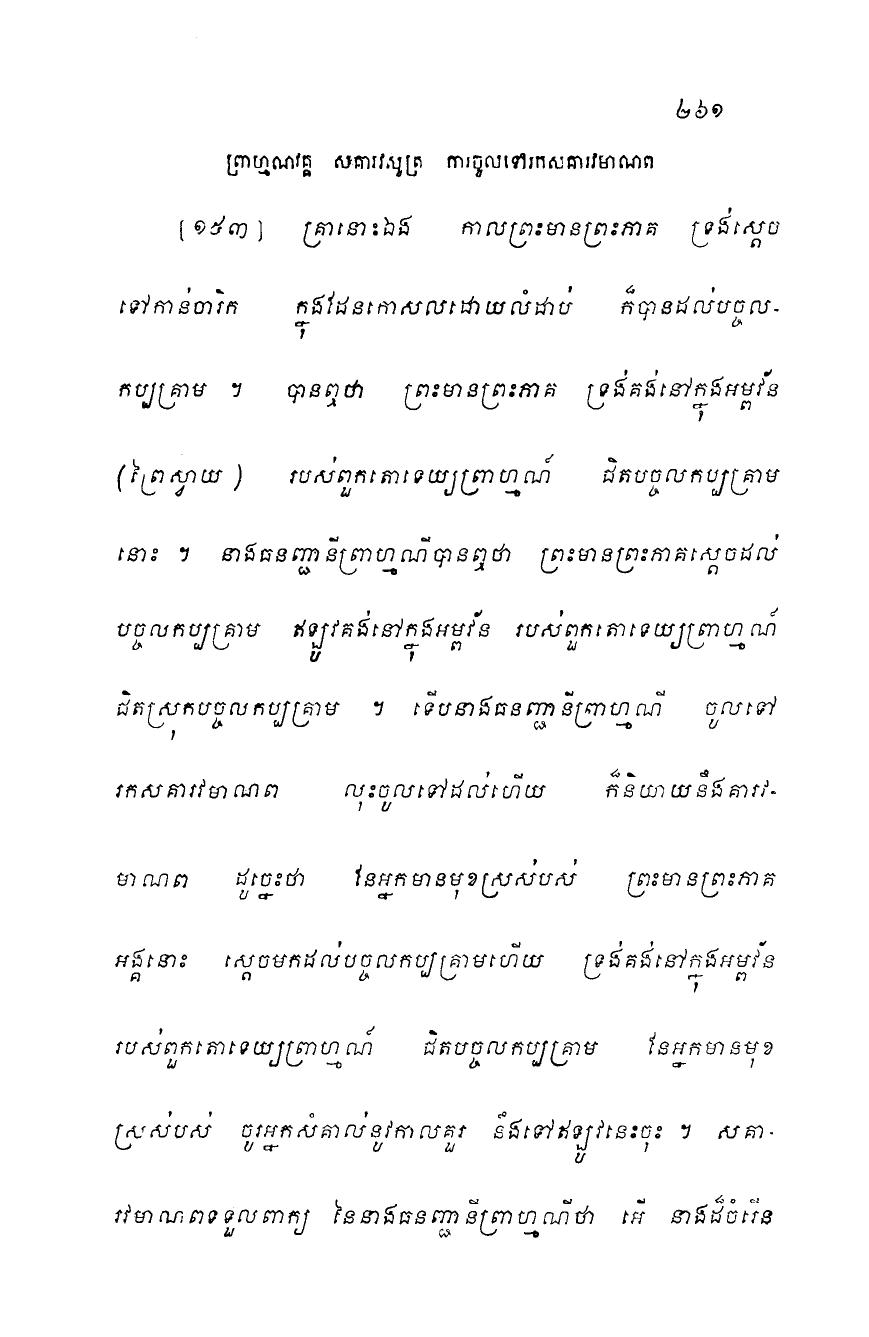 ២៦១
ព្រាហ្មណវគ្គ សគារវសូត្រ ការចូលទៅរកសគារវមាណព
[១៥៣] គ្រានោះឯង កាលព្រះមានព្រះភាគ ទ្រង់ស្តេច
ទៅកាន់ចារិក ក្នុងដែនកោសលដោយលំដាប់ ក៏បានដល់បច្ចល-
កប្បគ្រាម ។ បានឮថា ព្រះមានព្រះភាគ ទ្រង់គង់នៅក្នុងអម្ពវ័ន
(ព្រៃស្វាយ) របស់ពួកតោទេយ្យព្រាហ្មណ៍ ជិតបច្ចលកប្បគ្រាម
នោះ ។ នាងធនញ្ជានីព្រាហ្មណីបានឮថា ព្រះមានព្រះភាគស្តេចដល់
បច្ចលកប្បគ្រាម ឥឡូវគង់នៅក្នុងអម្ពវ័ន របស់ពួកតោទេយ្យព្រាហ្មណ៍
ជិតស្រុកបច្ចលកប្បគ្រាម ។ ទើបនាងធនញ្ជានីព្រាហ្មណី ចូលទៅ
រកសគារវមាណព លុះចូលទៅដល់ហើយ ក៏និយាយនឹងគារវ-
មាណព ដូច្នេះថា នែអ្នកមានមុខស្រស់បស់ ព្រះមានព្រះភាគ
អង្គនោះ ស្តេចមកដល់បច្ចលកប្បគ្រាមហើយ ទ្រង់គង់នៅក្នុងអម្ពវ័ន
របស់ពួកតោទេយ្យព្រាហ្មណ៍ ជិតបច្ចលកប្បគ្រាម នែអ្នកមានមុខ
ស្រស់បស់ ចូរអ្នកសំគាល់នូវកាលគួរ នឹងទៅឥឡូវនេះចុះ ។ សគា-
រវមាណពទទួលពាក្យ នៃនាងធនញ្ជានីព្រាហ្មណីថា អើ នាងដ៏ចំរើន